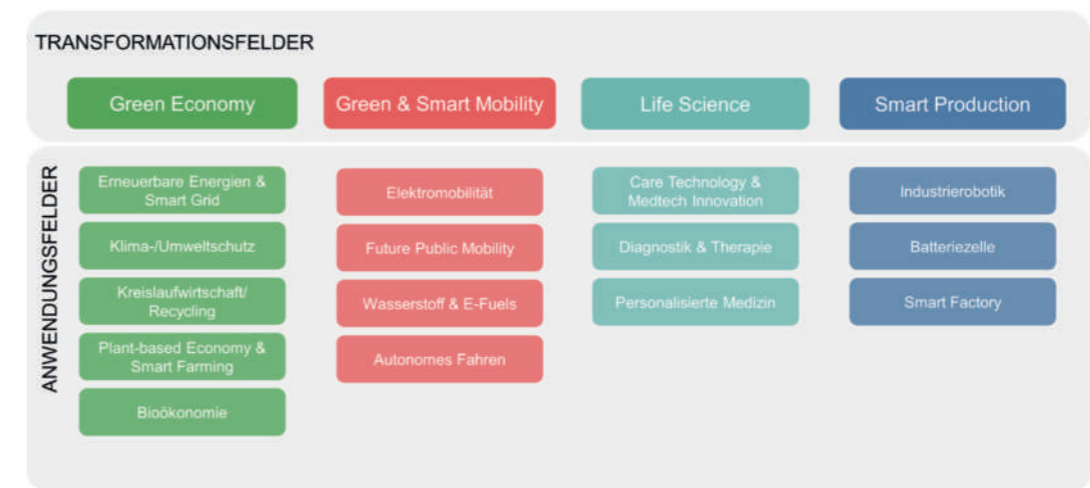 TRANSFORMATIONSFELDER
Green Economy
Green & Smart Mobility
Life Science
Smart Production
ANWENDUNGSFELDER
Erneuerbare Energien &
Smart Grid
Klima-/Umweltschutz
Kreislaufwirtschaft/
Recycling
Plant-based Economy &
Smart Farming
Bioökonomie
Elektromobilität
Future Public Mobility
Wasserstoff & E-Fuels
Autonomes Fahren
Care Technology &
Medtech Innovation
Diagnostik & Therapie
Personalisierte Medizin
Industrierobotik
Batteriezelle
Smart Factory